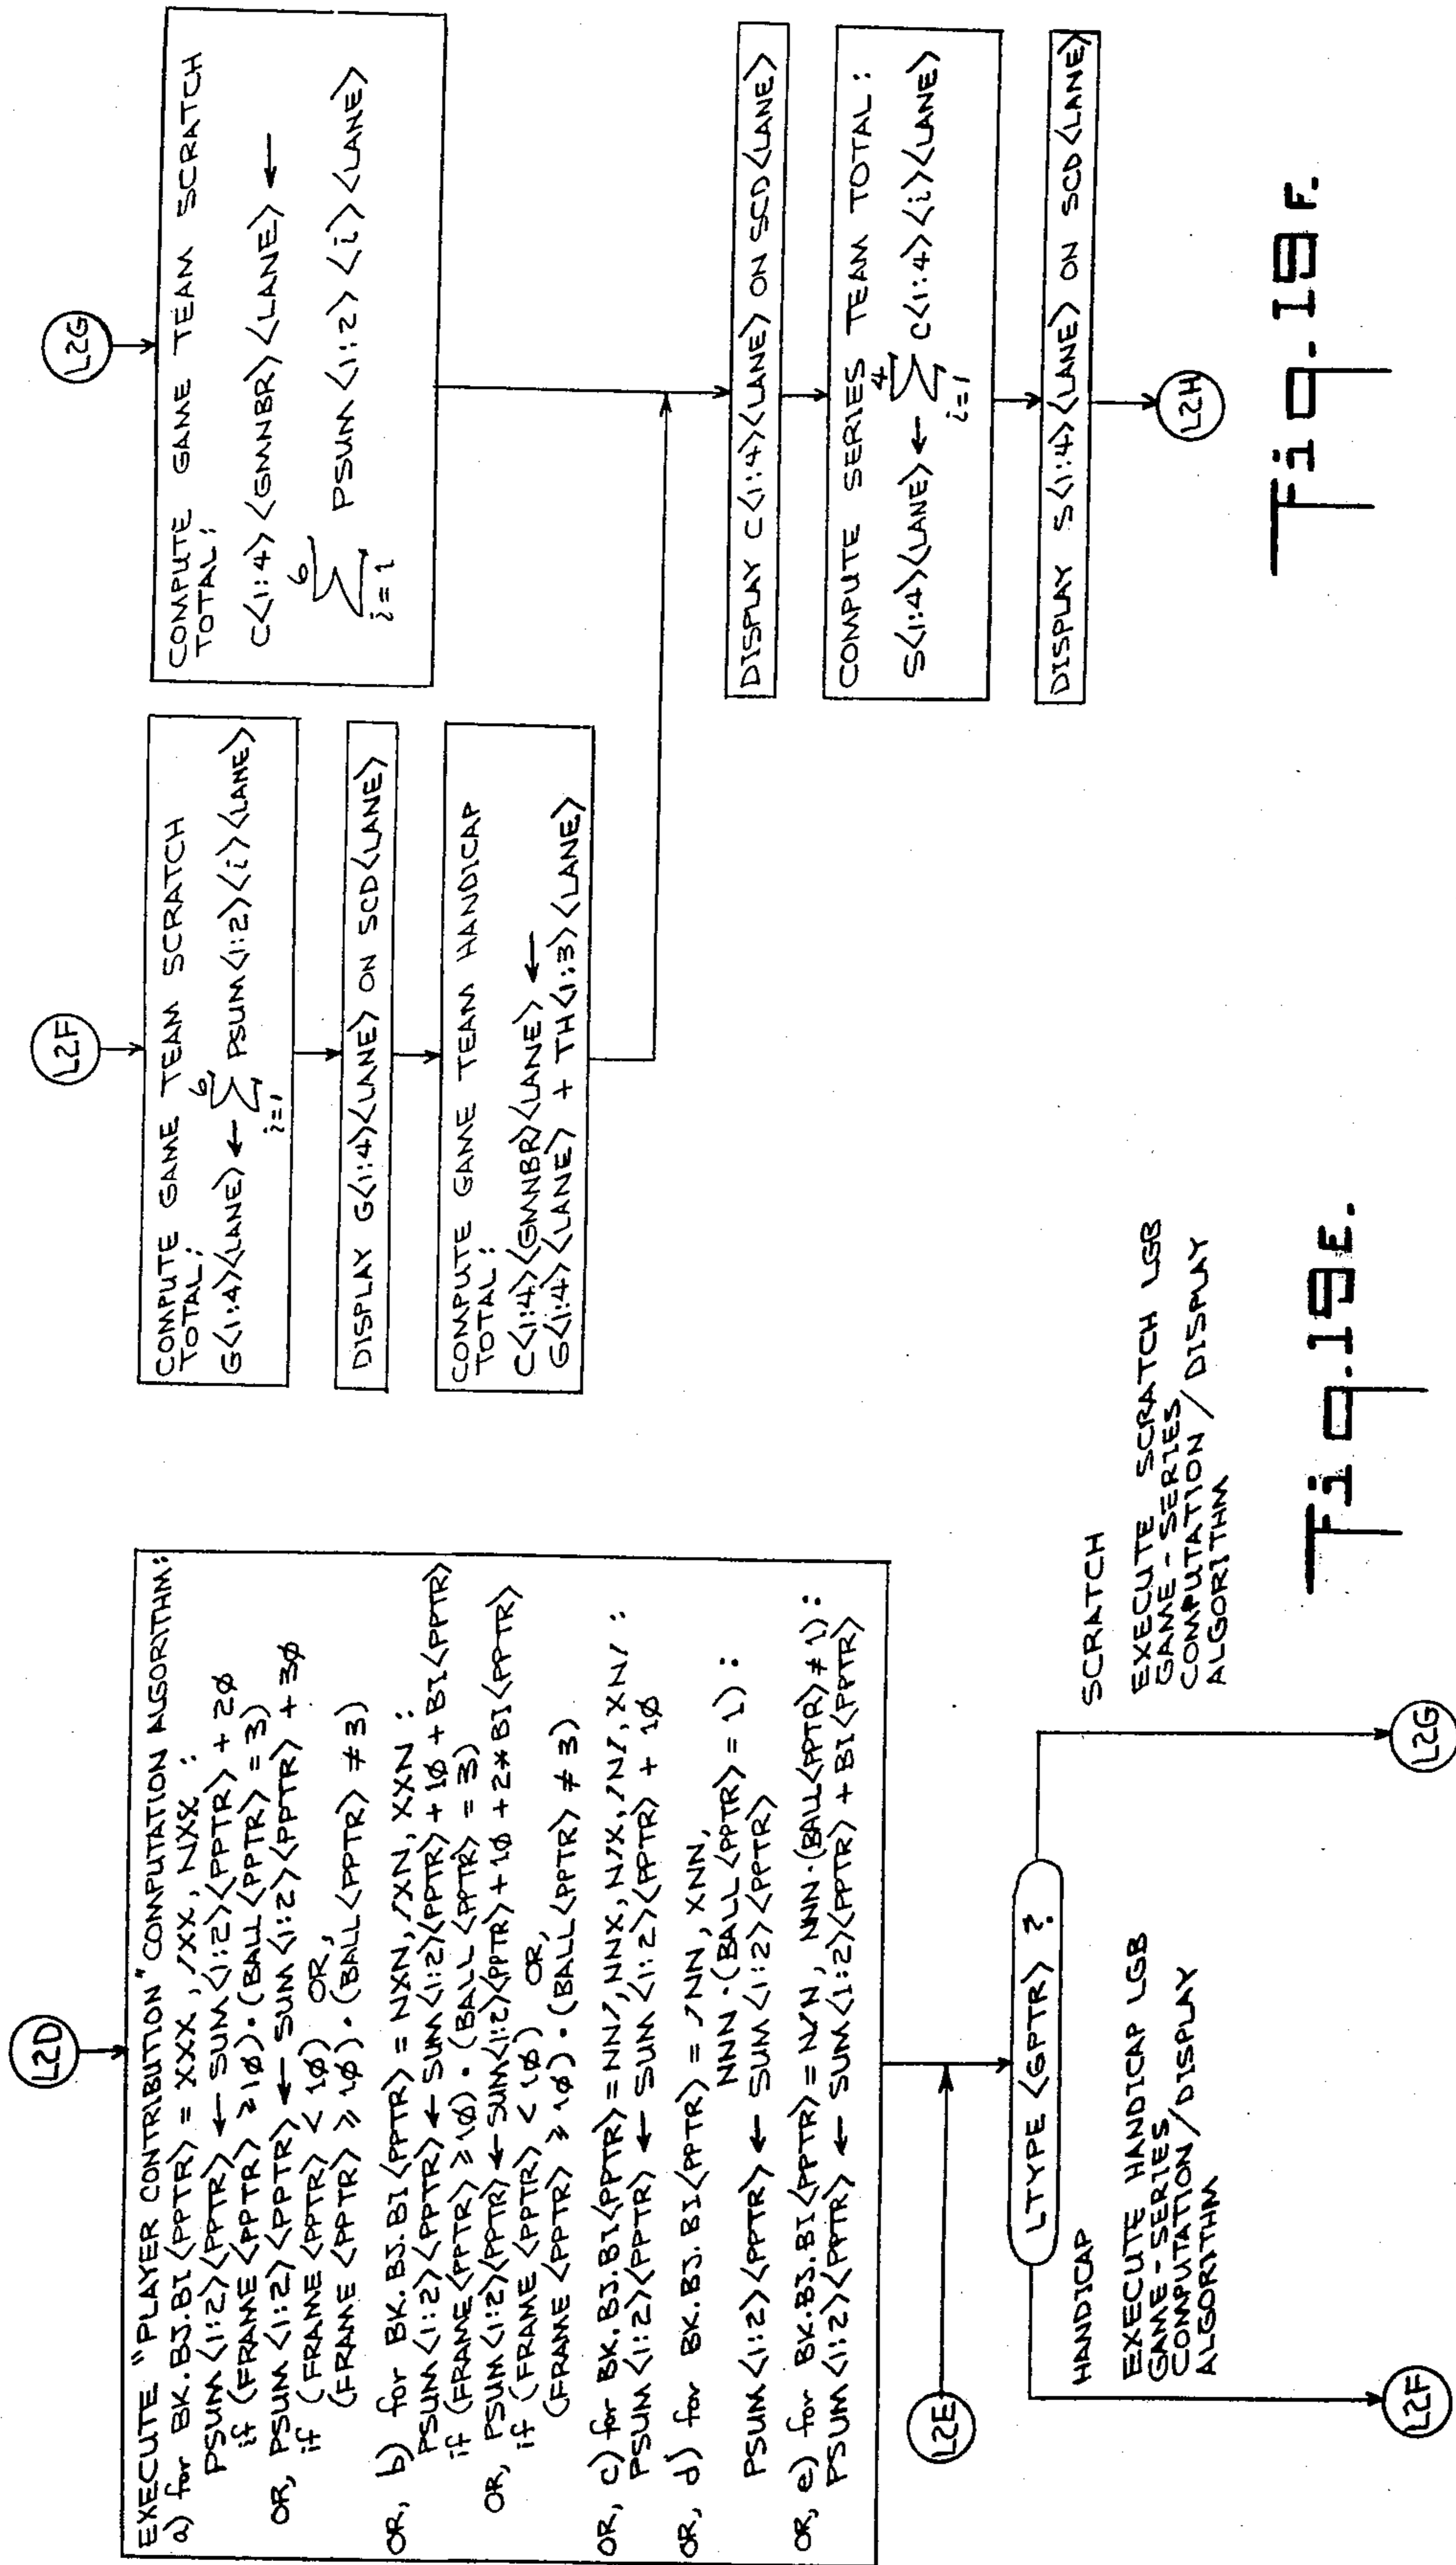 L2D
EXECUTE "PLAYER CONTRIBUTION" COMPUTATION ALGORITHM:
a) for BK.BJ.BI<PPTR> = XXX, /XX, NXX :
PSUM<1:2><PPTR> ← SUM<1:2><PPTR> + 2Ø
if (FRAME<PPTR> ≥ 1Ø)·(BALL<PPTR> = 3)
OR, PSUM<1:2><PPTR> ← SUM<1:2><PPTR> + 3Ø
if (FRAME<PPTR> < 1Ø) OR,
(FRAME<PPTR> ≥ 1Ø)·(BALL<PPTR> ≠ 3)
OR, b) for BK.BJ.BI<PPTR> = NXN, /XN, XXN :
PSUM<1:2><PPTR> ← SUM<1:2><PPTR> + 1Ø + BI<PPTR>
if (FRAME<PPTR> ≥ 1Ø)·(BALL<PPTR> = 3)
OR, PSUM<1:2><PPTR> ← SUM<1:2><PPTR> + 1Ø + 2*BI<PPTR>
if (FRAME<PPTR> < 1Ø) OR,
(FRAME<PPTR> ≥ 1Ø)·(BALL<PPTR> ≠ 3)
OR, c) for BK.BJ.BI<PPTR> = NN/, NNX, N/X, /N/, XN/ :
PSUM<1:2><PPTR> ← SUM<1:2><PPTR> + 1Ø
OR, d) for BK.BJ.BI<PPTR> = /NN, XNN,
NNN·(BALL<PPTR> = 1) :
PSUM<1:2><PPTR> ← SUM<1:2><PPTR>
OR, e) for BK.BJ.BI<PPTR> = N/N, NNN·(BALL<PPTR> ≠ 1) :
PSUM<1:2><PPTR> ← SUM<1:2><PPTR> + BI<PPTR>
L2E
LTYPE<GPTR> ?
HANDICAP
EXECUTE HANDICAP LGB
GAME-SERIES
COMPUTATION/DISPLAY
ALGORITHM
L2F
SCRATCH
EXECUTE SCRATCH LGB
GAME-SERIES
COMPUTATION/DISPLAY
ALGORITHM
L2G
Fig.19E.
L2F
COMPUTE GAME TEAM SCRATCH
TOTAL:
G<1:4><LANE> ← 6 ∑ i=1 PSUM<1:2><i><LANE>
DISPLAY G<1:4><LANE> ON SCD<LANE>
COMPUTE GAME TEAM HANDICAP
TOTAL:
C<1:4><GMNBR><LANE> ←
G<1:4><LANE> + TH<1:3><LANE>
L2G
COMPUTE GAME TEAM SCRATCH
TOTAL:
C<1:4><GMNBR><LANE> ←
6 ∑ i=1 PSUM<1:2><i><LANE>
DISPLAY C<1:4><LANE> ON SCD<LANE>
COMPUTE SERIES TEAM TOTAL:
S<1:4><LANE> ← 4 ∑ i=1 C<1:4><i><LANE>
DISPLAY S<1:4><LANE> ON SCD<LANE>
L2H
Fig.19F.